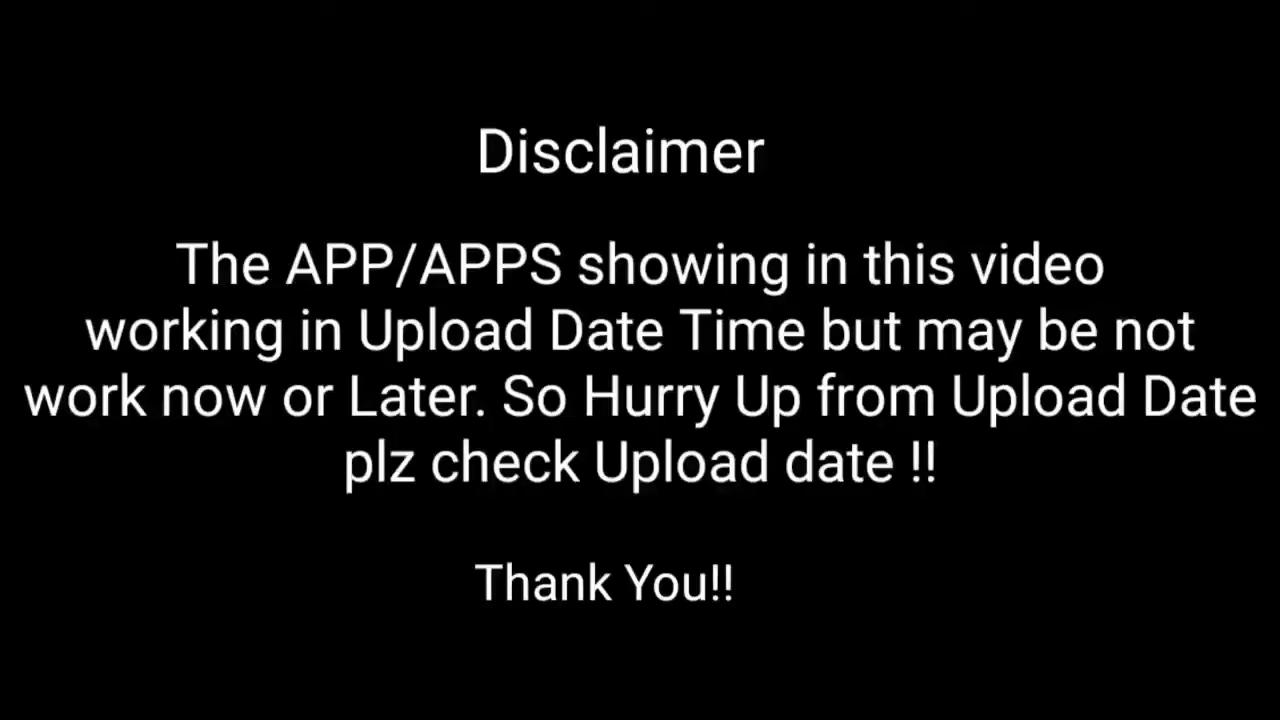 Disclaimer
The APP/APPS showing in this video
working in Upload Date Time but may be not
work now or Later. So Hurry Up from Upload Date
plz check Upload date !!
Thank You!!